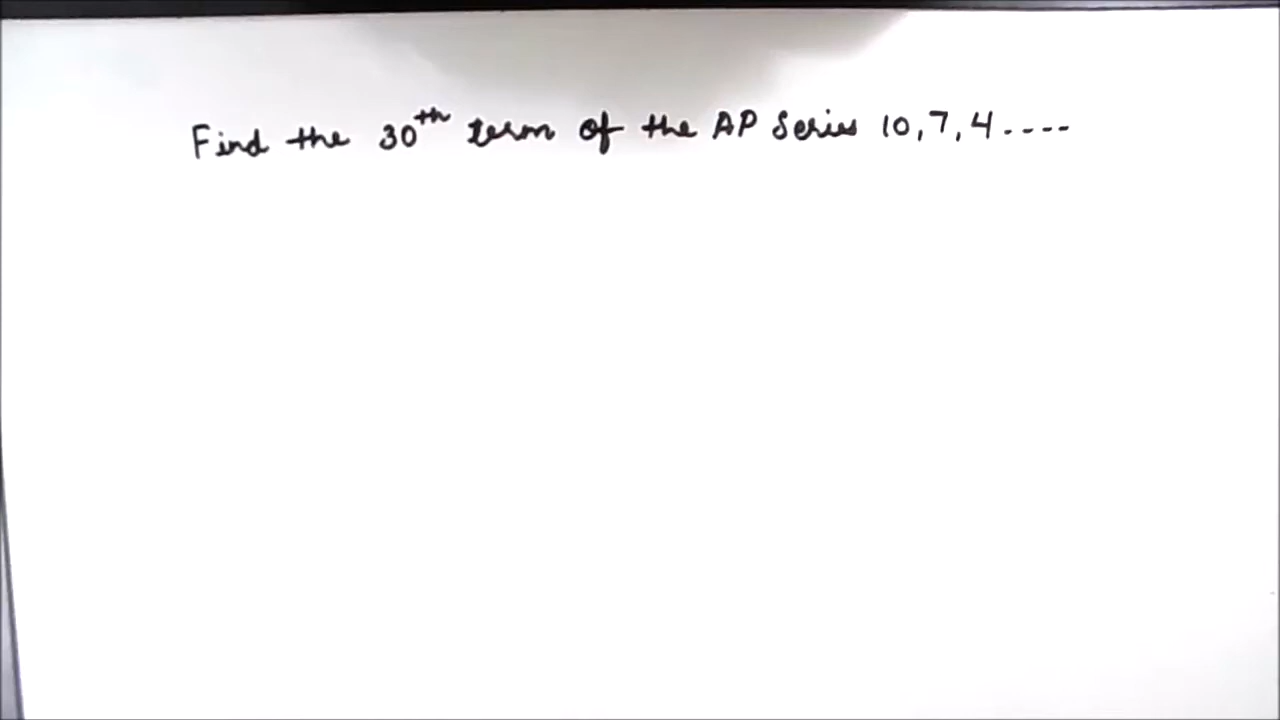 Find the 30th term of the AP Series 10, 7, 4 ....